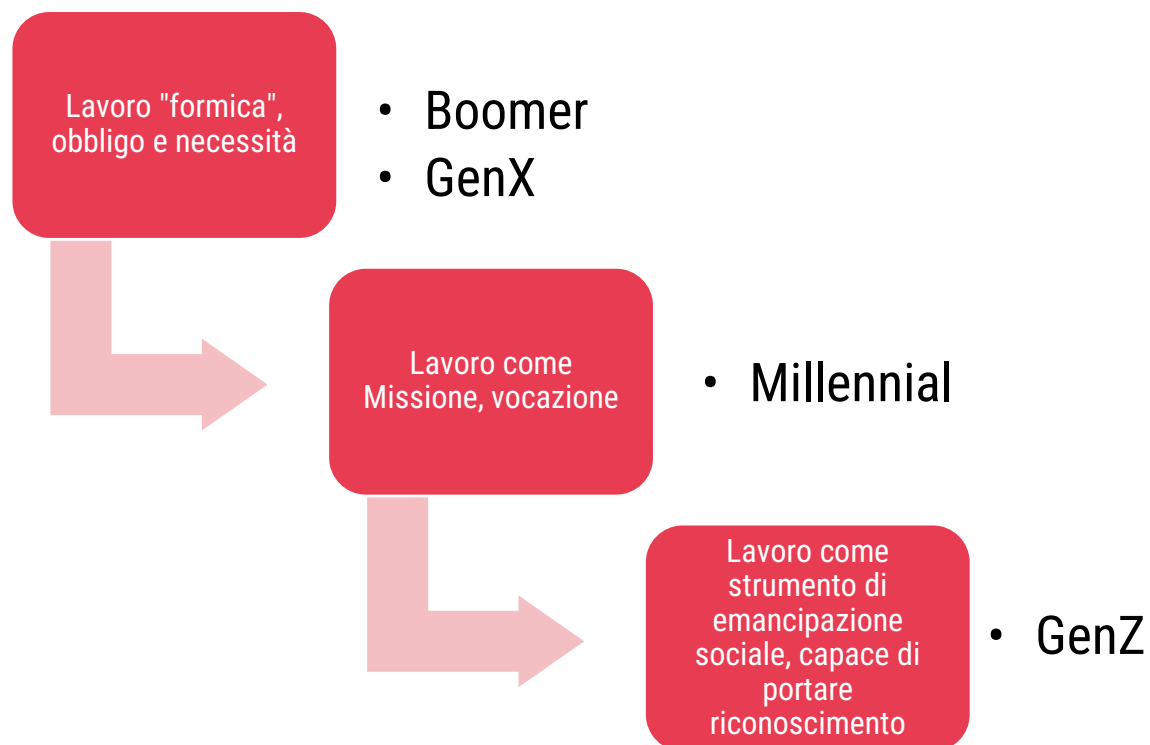 Lavoro "formica",
obbligo e necessità
• Boomer
• GenX
Lavoro come
Missione, vocazione
• Millennial
Lavoro come
strumento di
emancipazione
sociale, capace di
portare
riconoscimento
• GenZ